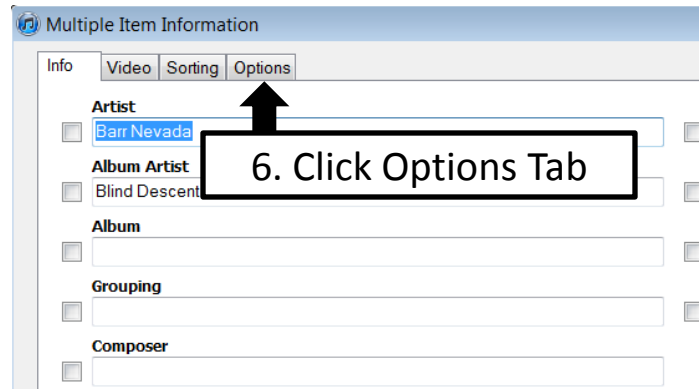 Multiple Item Information
Info Video Sorting Options
Artist
Barr Nevada
6. Click Options Tab
Album Artist
Blind Descent
Album
Grouping
Composer